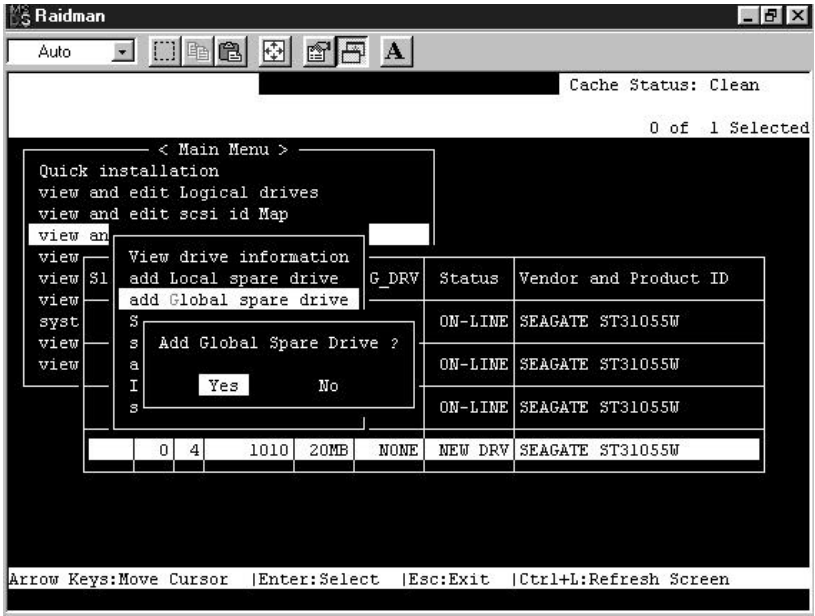 Raidman
Auto
A
Cache Status: Clean
0 of 1 Selected
< Main Menu >
Quick installation
view and edit Logical drives
view and edit scsi id Map
view an
view
view
view
syst
view
view
View drive information
add Local spare drive
add Global spare drive
S
s
a
I
s
Add Global Spare Drive ?
Yes No
Sl G_DRV Status Vendor and Product ID
ON-LINE SEAGATE ST31055W
ON-LINE SEAGATE ST31055W
ON-LINE SEAGATE ST31055W
0 4 1010 20MB NONE NEW DRV SEAGATE ST31055W
Arrow Keys:Move Cursor |Enter:Select |Esc:Exit |Ctrl+L:Refresh Screen